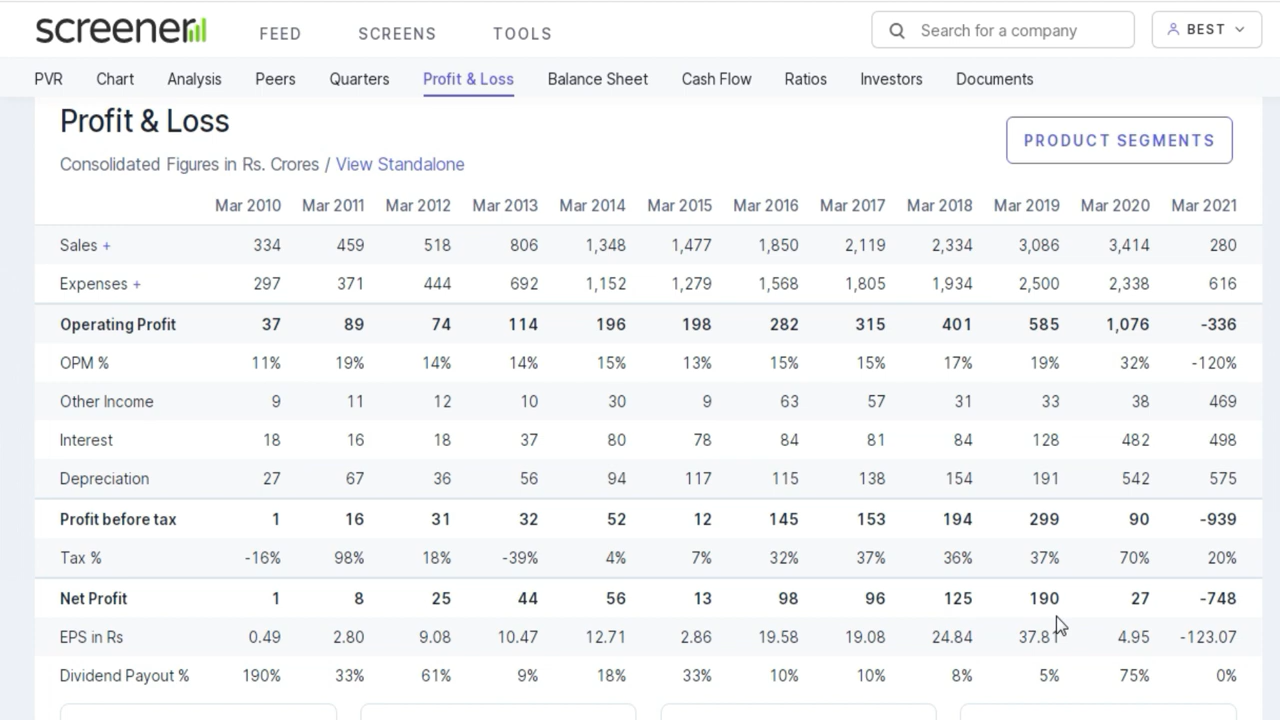 screener FEED SCREENS TOOLS Search for a company BEST
PVR Chart Analysis Peers Quarters Profit & Loss Balance Sheet Cash Flow Ratios Investors Documents
Profit & Loss
PRODUCT SEGMENTS
Consolidated Figures in Rs. Crores / View Standalone
Mar 2010 Mar 2011 Mar 2012 Mar 2013 Mar 2014 Mar 2015 Mar 2016 Mar 2017 Mar 2018 Mar 2019 Mar 2020 Mar 2021
Sales + 334 459 518 806 1,348 1,477 1,850 2,119 2,334 3,086 3,414 280
Expenses + 297 371 444 692 1,152 1,279 1,568 1,805 1,934 2,500 2,338 616
Operating Profit 37 89 74 114 196 198 282 315 401 585 1,076 -336
OPM % 11% 19% 14% 14% 15% 13% 15% 15% 17% 19% 32% -120%
Other Income 9 11 12 10 30 9 63 57 31 33 38 469
Interest 18 16 18 37 80 78 84 81 84 128 482 498
Depreciation 27 67 36 56 94 117 115 138 154 191 542 575
Profit before tax 1 16 31 32 52 12 145 153 194 299 90 -939
Tax % -16% 98% 18% -39% 4% 7% 32% 37% 36% 37% 70% 20%
Net Profit 1 8 25 44 56 13 98 96 125 190 27 -748
EPS in Rs 0.49 2.80 9.08 10.47 12.71 2.86 19.58 19.08 24.84 37.81 4.95 -123.07
Dividend Payout % 190% 33% 61% 9% 18% 33% 10% 10% 8% 5% 75% 0%